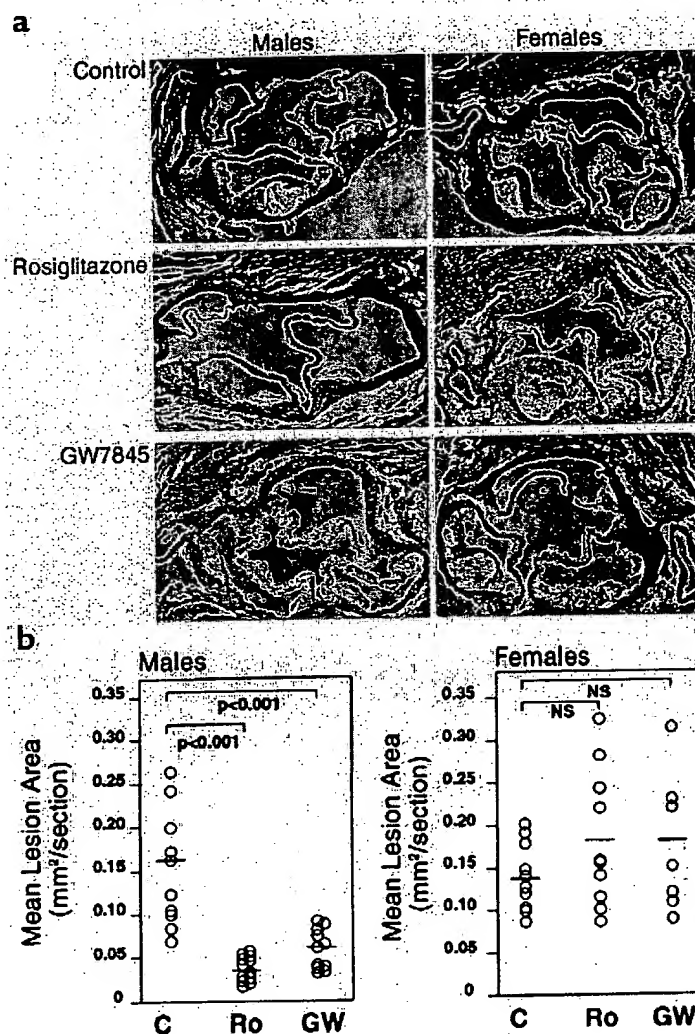 a
Males Females
Control
Rosiglitazone
GW7845
b
Males
Mean Lesion Area
(mm²/section)
0.35
0.30
0.25
0.20
0.15
0.10
0.05
0
p<0.001
p<0.001
C Ro GW
Females
Mean Lesion Area
(mm²/section)
0.35
0.30
0.25
0.20
0.15
0.10
0.05
0
NS
NS
C Ro GW